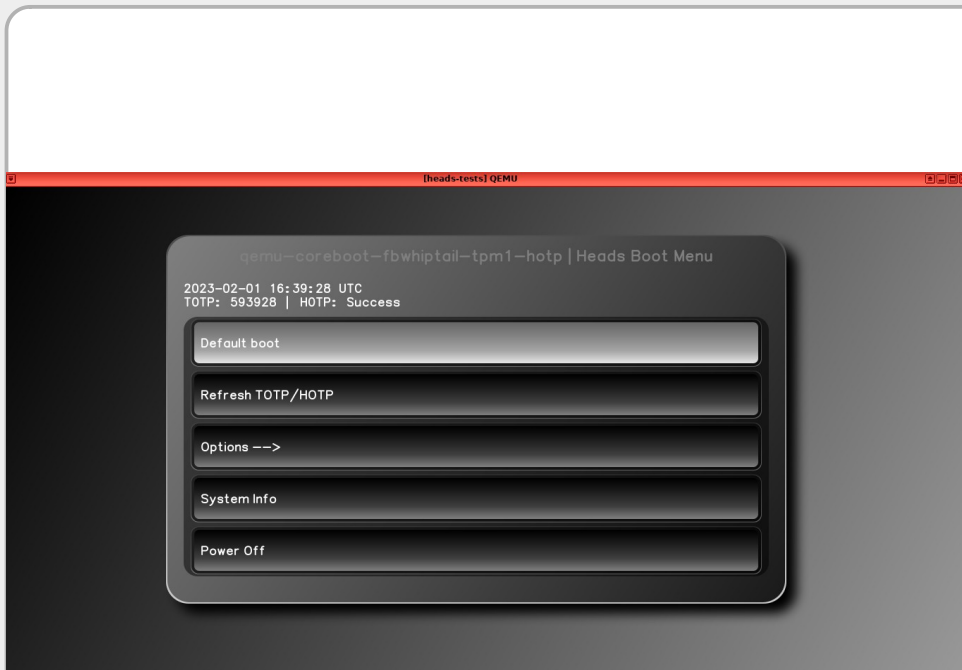 [heads-tests] QEMU
qemu-coreboot-fbwhiptail-tpm1-hotp | Heads Boot Menu
2023-02-01 16:39:28 UTC
TOTP: 593928 | HOTP: Success
Default boot
Refresh TOTP/HOTP
Options -->
System Info
Power Off